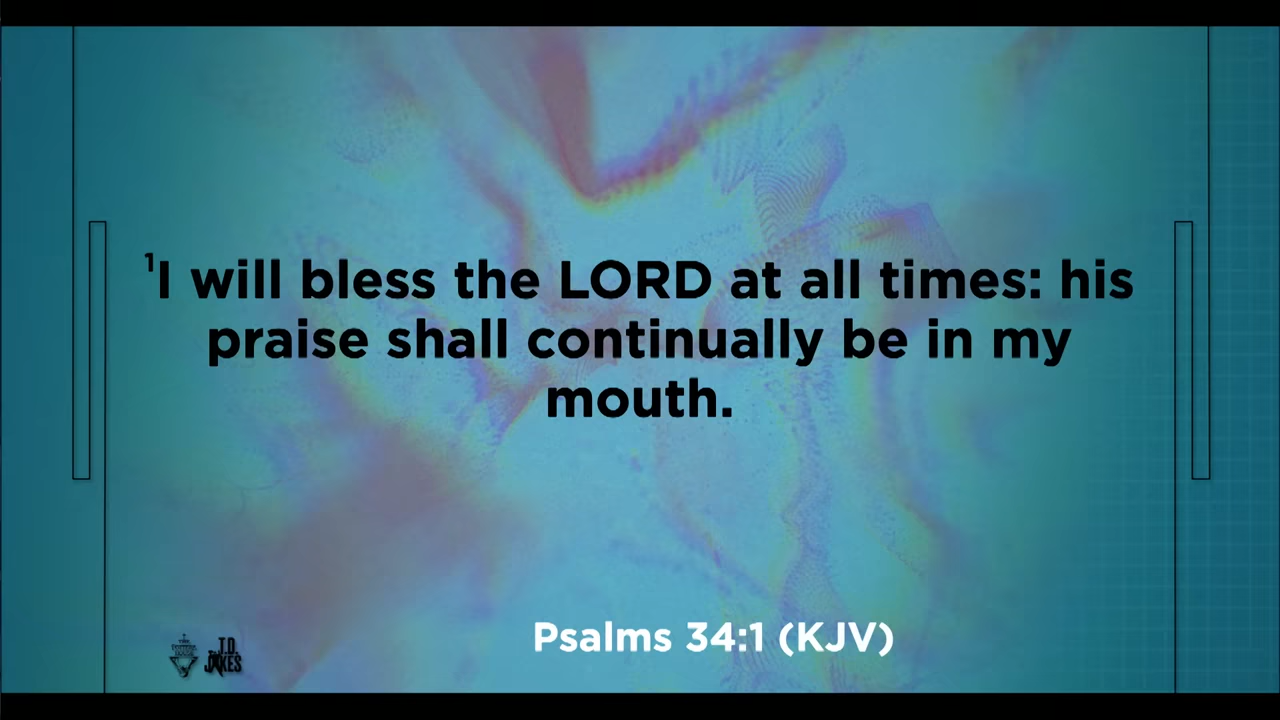 ¹I will bless the LORD at all times: his
praise shall continually be in my
mouth.
Psalms 34:1 (KJV)
T.D.
JAKES